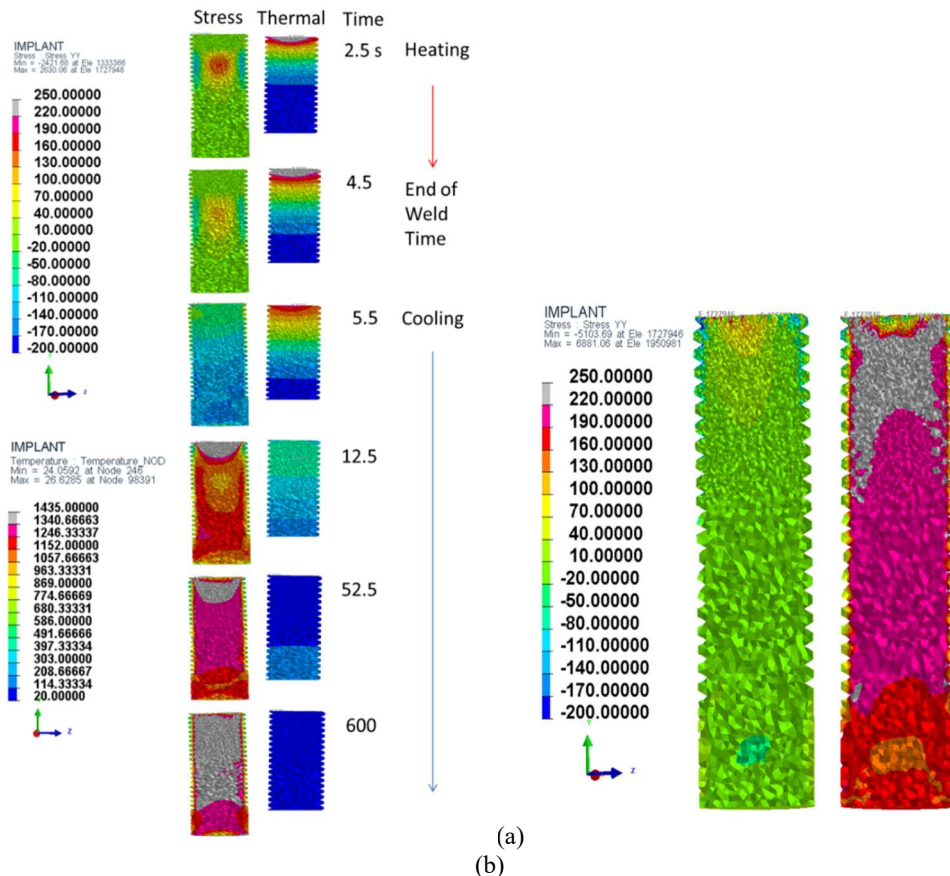 Stress Thermal Time
IMPLANT
Stress : Stress YY
Min = -2421.68 at Ele 1333366
Max = 2630.06 at Ele 1727946
250.00000
220.00000
190.00000
160.00000
130.00000
100.00000
70.00000
40.00000
10.00000
-20.00000
-50.00000
-80.00000
-110.00000
-140.00000
-170.00000
-200.00000
Z
IMPLANT
Temperature : Temperature_NOD
Min = 24.0592 at Node 246
Max = 26.6285 at Node 98391
1435.00000
1340.66663
1246.33337
1152.00000
1057.66663
963.33331
869.00000
774.66669
680.33331
586.00000
491.66666
397.33334
303.00000
208.66667
114.33334
20.00000
Z
2.5 s Heating
4.5 End of
Weld
Time
5.5 Cooling
12.5
52.5
600
IMPLANT
Stress : Stress YY
Min = -5103.69 at Ele 1727946
Max = 6881.06 at Ele 1950981
250.00000
220.00000
190.00000
160.00000
130.00000
100.00000
70.00000
40.00000
10.00000
-20.00000
-50.00000
-80.00000
-110.00000
-140.00000
-170.00000
-200.00000
Z
(a)
(b)